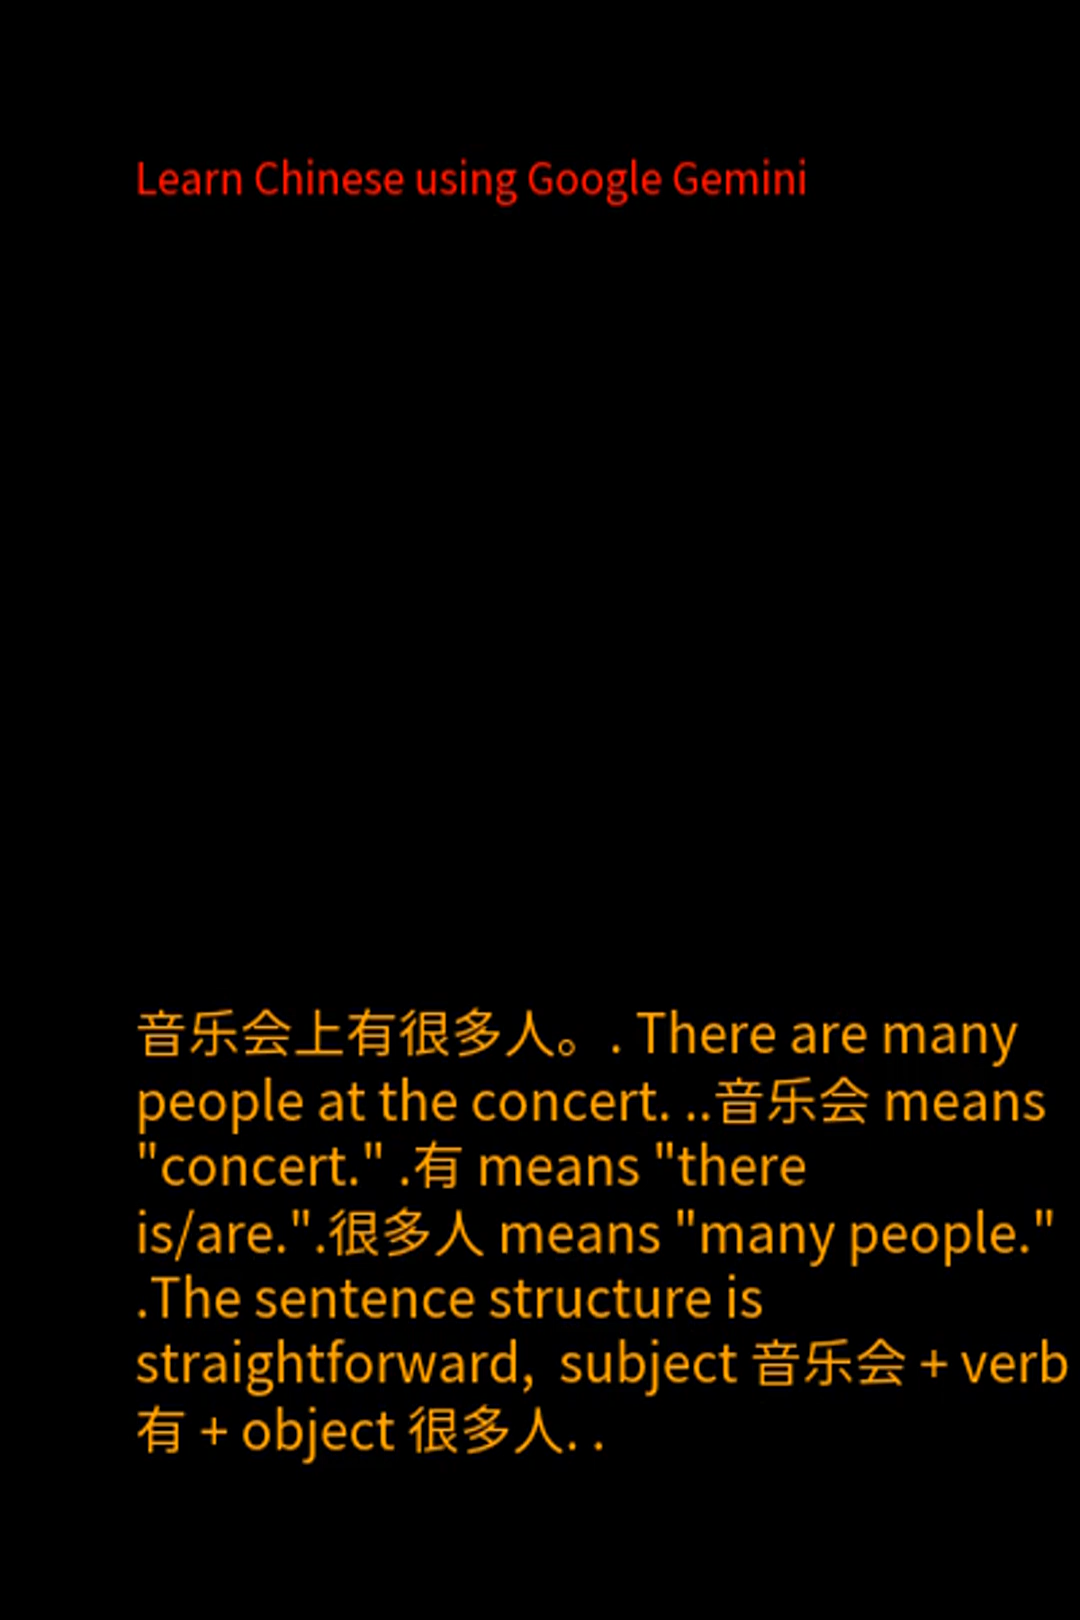 Learn Chinese using Google Gemini
音乐会上有很多人。. There are many
people at the concert. ..音乐会 means
"concert." .有 means "there
is/are.".很多人 means "many people."
.The sentence structure is
straightforward,  subject 音乐会 + verb
有 + object 很多人. .